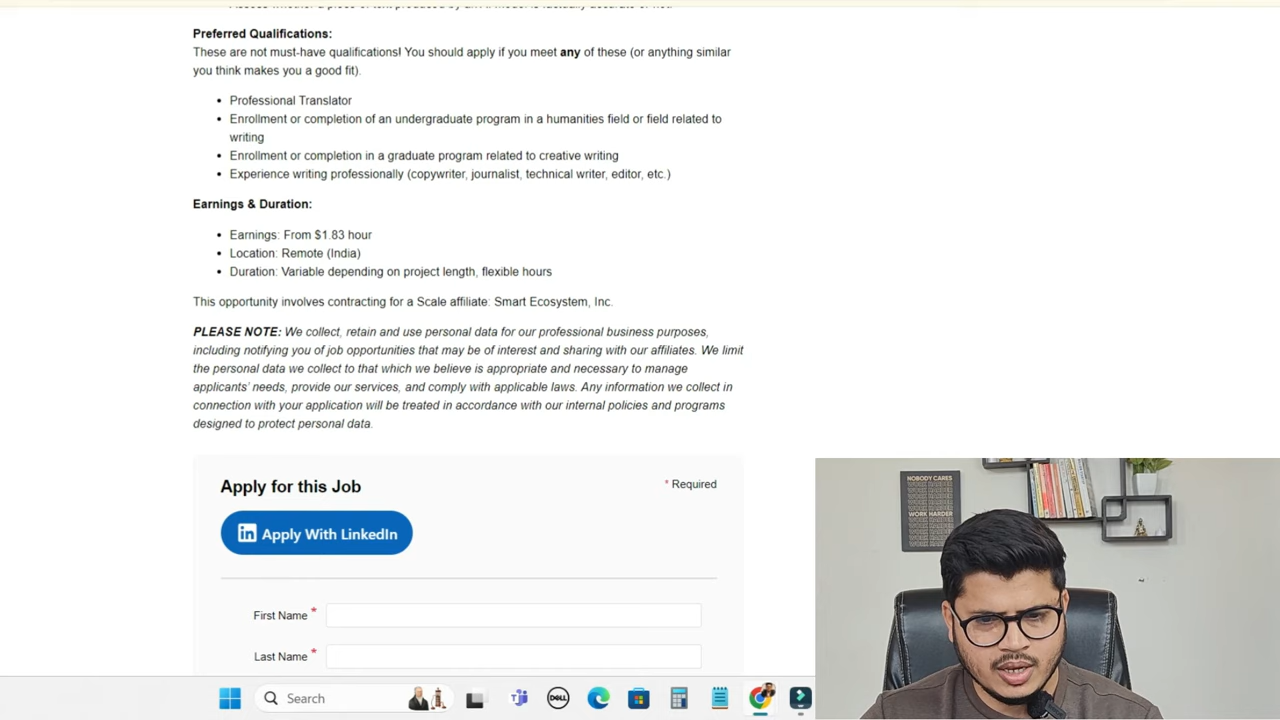 Preferred Qualifications:
These are not must-have qualifications! You should apply if you meet any of these (or anything similar
you think makes you a good fit).
• Professional Translator
• Enrollment or completion of an undergraduate program in a humanities field or field related to
writing
• Enrollment or completion in a graduate program related to creative writing
• Experience writing professionally (copywriter, journalist, technical writer, editor, etc.)
Earnings & Duration:
• Earnings: From $1.83 hour
• Location: Remote (India)
• Duration: Variable depending on project length, flexible hours
This opportunity involves contracting for a Scale affiliate: Smart Ecosystem, Inc.
PLEASE NOTE: We collect, retain and use personal data for our professional business purposes,
including notifying you of job opportunities that may be of interest and sharing with our affiliates. We limit
the personal data we collect to that which we believe is appropriate and necessary to manage
applicants' needs, provide our services, and comply with applicable laws. Any information we collect in
connection with your application will be treated in accordance with our internal policies and programs
designed to protect personal data.
Apply for this Job
* Required
in Apply With LinkedIn
First Name *
Last Name *
Search
DELL
NOBODY CARES
WORK HARDER